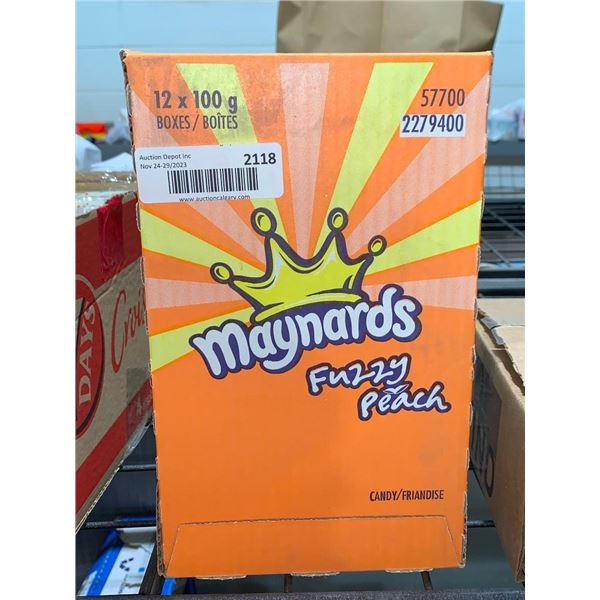 12 x 100 g
BOXES / BOÎTES
57700
2279400
Auction Depot Inc
Nov 24-29/2023
2118
www.auctioncalgary.com
maynards
Fuzzy
Peach
CANDY/FRIANDISE
DAYS